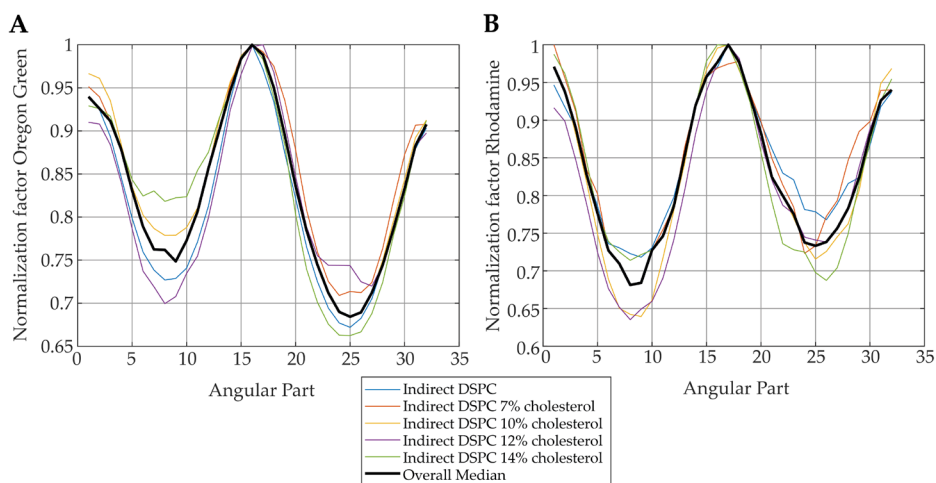 A
B
Normalization factor Oregon Green
1
0.95
0.9
0.85
0.8
0.75
0.7
0.65
0 5 10 15 20 25 30 35
Angular Part
Normalization factor Rhodamine
1
0.95
0.9
0.85
0.8
0.75
0.7
0.65
0.6
0 5 10 15 20 25 30 35
Angular Part
Indirect DSPC
Indirect DSPC 7% cholesterol
Indirect DSPC 10% cholesterol
Indirect DSPC 12% cholesterol
Indirect DSPC 14% cholesterol
Overall Median